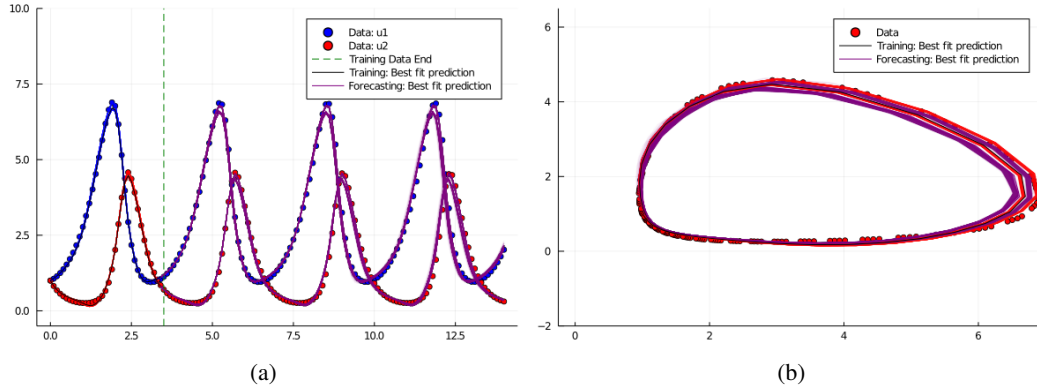 10.0
7.5
5.0
2.5
0.0
0.0 2.5 5.0 7.5 10.0 12.5
Data: u1
Data: u2
Training Data End
Training: Best fit prediction
Forecasting: Best fit prediction
(a)
6
4
2
0
−2
2 4 6
Data
Training: Best fit prediction
Forecasting: Best fit prediction
(b)